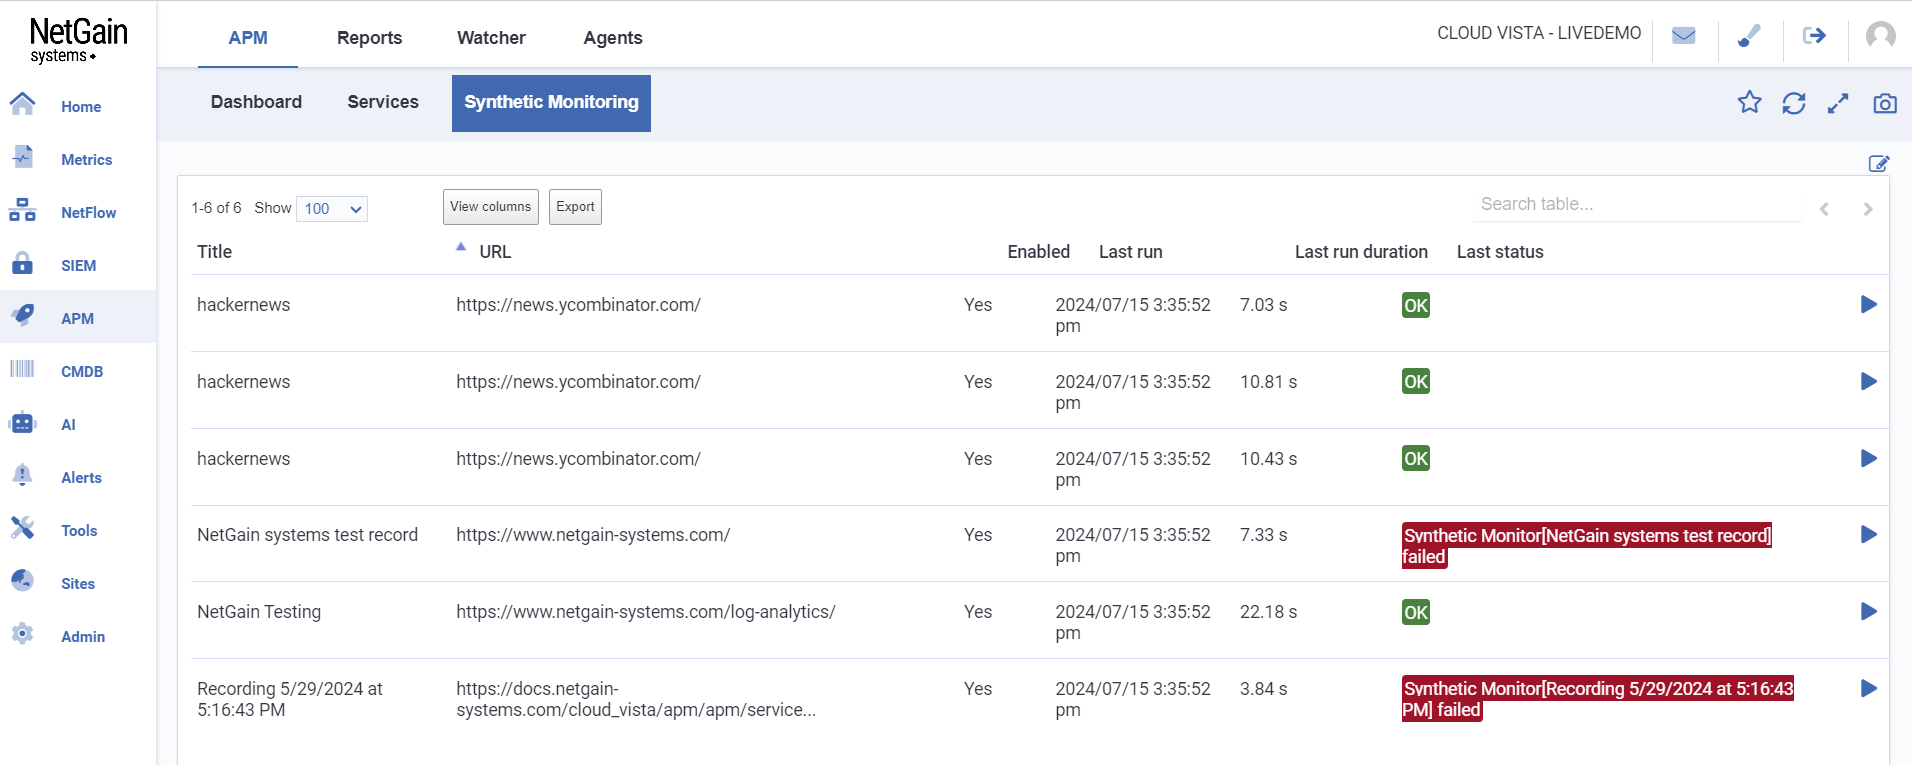 NetGain
systems
APM Reports Watcher Agents
CLOUD VISTA - LIVEDEMO
Dashboard Services Synthetic Monitoring
Home
Metrics
NetFlow
SIEM
APM
CMDB
AI
Alerts
Tools
Sites
Admin
1-6 of 6 Show 100 View columns Export Search table...
Title URL Enabled Last run Last run duration Last status
hackernews https://news.ycombinator.com/ Yes 2024/07/15 3:35:52 7.03 s OK
pm
hackernews https://news.ycombinator.com/ Yes 2024/07/15 3:35:52 10.81 s OK
pm
hackernews https://news.ycombinator.com/ Yes 2024/07/15 3:35:52 10.43 s OK
pm
NetGain systems test record https://www.netgain-systems.com/ Yes 2024/07/15 3:35:52 7.33 s Synthetic Monitor[NetGain systems test record]
pm failed
NetGain Testing https://www.netgain-systems.com/log-analytics/ Yes 2024/07/15 3:35:52 22.18 s OK
pm
Recording 5/29/2024 at https://docs.netgain- Yes 2024/07/15 3:35:52 3.84 s Synthetic Monitor[Recording 5/29/2024 at 5:16:43
5:16:43 PM systems.com/cloud_vista/apm/apm/service... pm PM] failed